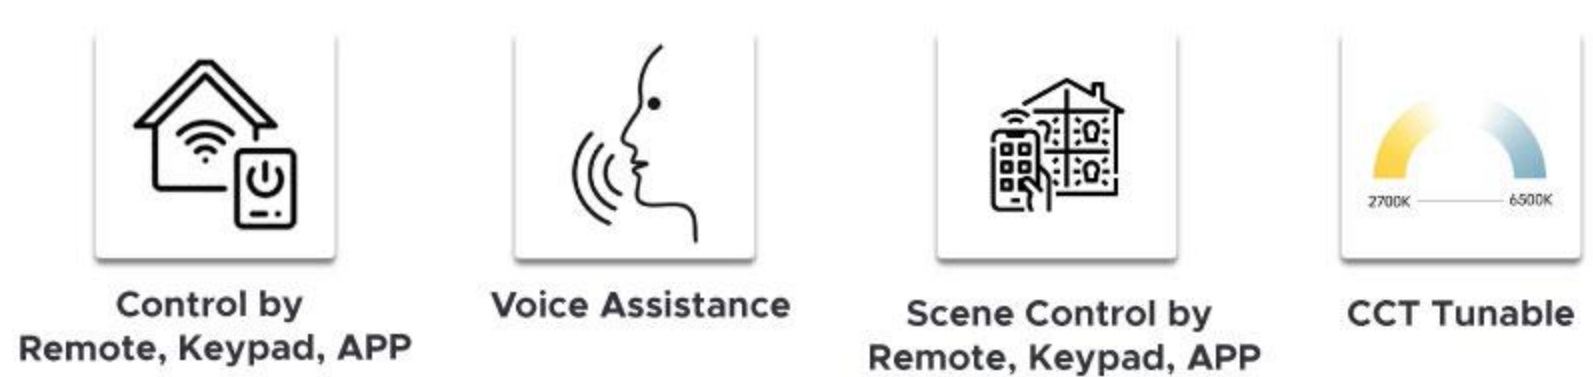 Control by
Remote, Keypad, APP
Voice Assistance
Scene Control by
Remote, Keypad, APP
2700K
6500K
CCT Tunable